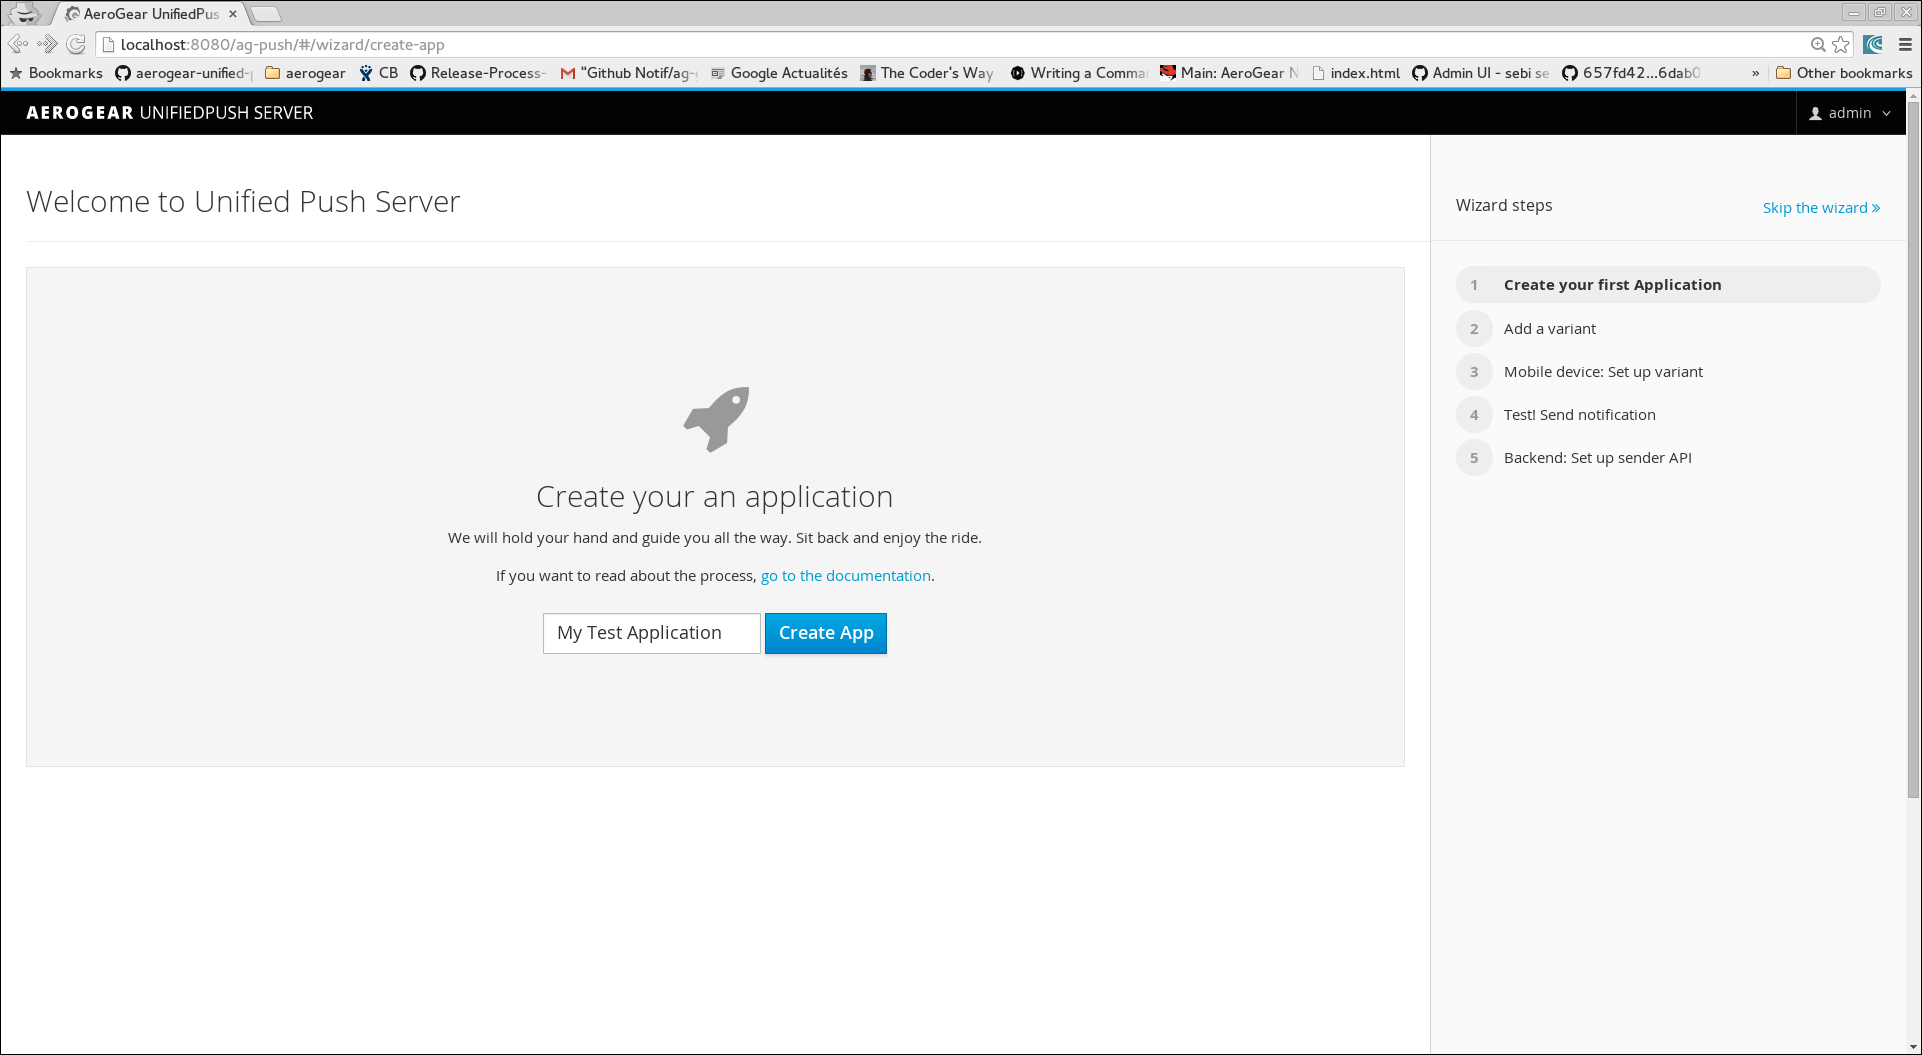 AeroGear UnifiedPus
localhost:8080/ag-push/#/wizard/create-app
Bookmarks aerogear-unified- aerogear CB Release-Process- "Github Notif/ag- Google Actualités The Coder's Way Writing a Comma Main: AeroGear N index.html Admin UI - sebi se 657fd42...6dab0 » Other bookmarks
AEROGEAR UNIFIEDPUSH SERVER
admin
Welcome to Unified Push Server
Create your an application
We will hold your hand and guide you all the way. Sit back and enjoy the ride.
If you want to read about the process, go to the documentation.
My Test Application
Create App
Wizard steps
Skip the wizard »
1 Create your first Application
2 Add a variant
3 Mobile device: Set up variant
4 Test! Send notification
5 Backend: Set up sender API